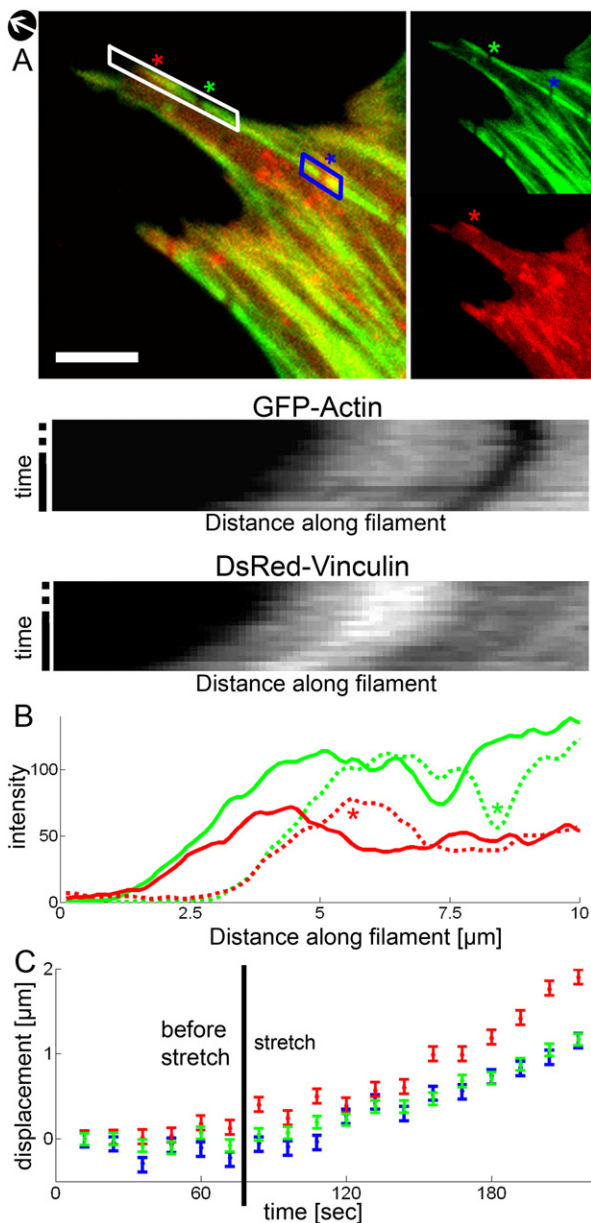 A
* *
*
*
*
*
GFP-Actin
time
Distance along filament
DsRed-Vinculin
time
Distance along filament
B
intensity
100
50
0
*
*
2.5 5 7.5 10
Distance along filament [µm]
C
displacement [µm]
2
1
0
before stretch
stretch
0 60 120 180
time [sec]